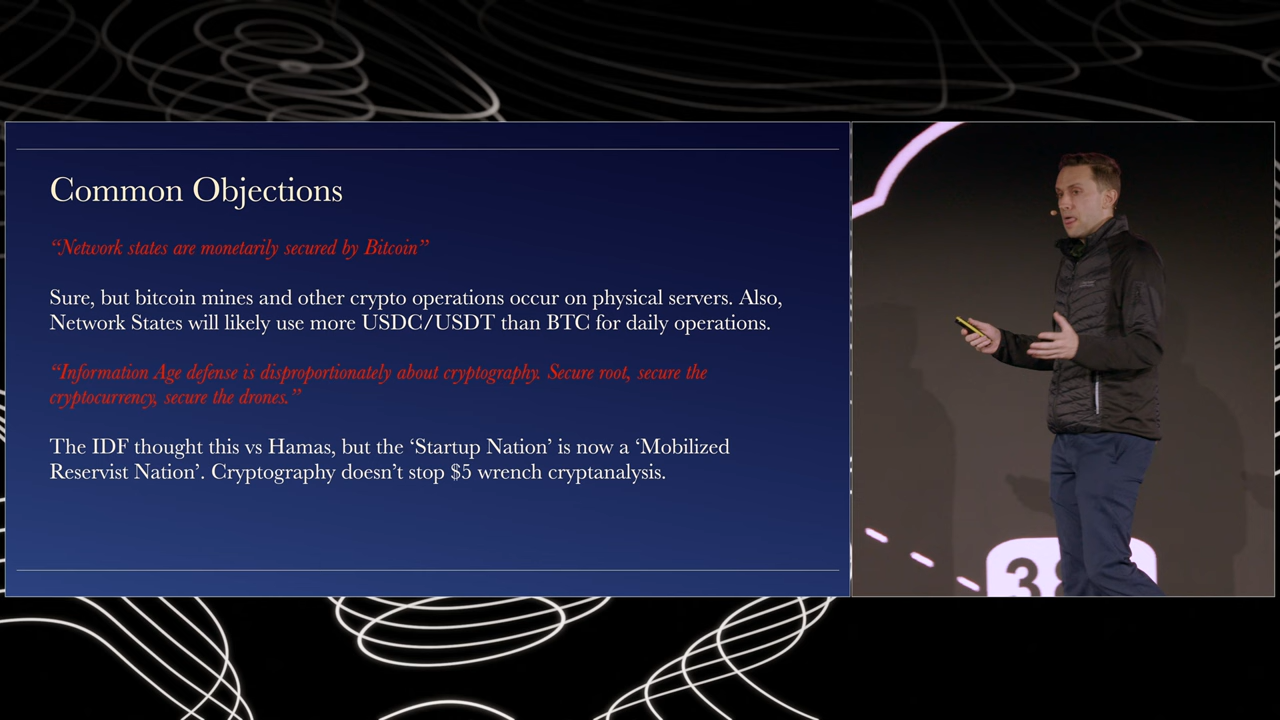 Common Objections
“Network states are monetarily secured by Bitcoin”
Sure, but bitcoin mines and other crypto operations occur on physical servers. Also,
Network States will likely use more USDC/USDT than BTC for daily operations.
“Information Age defense is disproportionately about cryptography. Secure root, secure the
cryptocurrency, secure the drones.”
The IDF thought this vs Hamas, but the ‘Startup Nation’ is now a ‘Mobilized
Reservist Nation’. Cryptography doesn’t stop $5 wrench cryptanalysis.